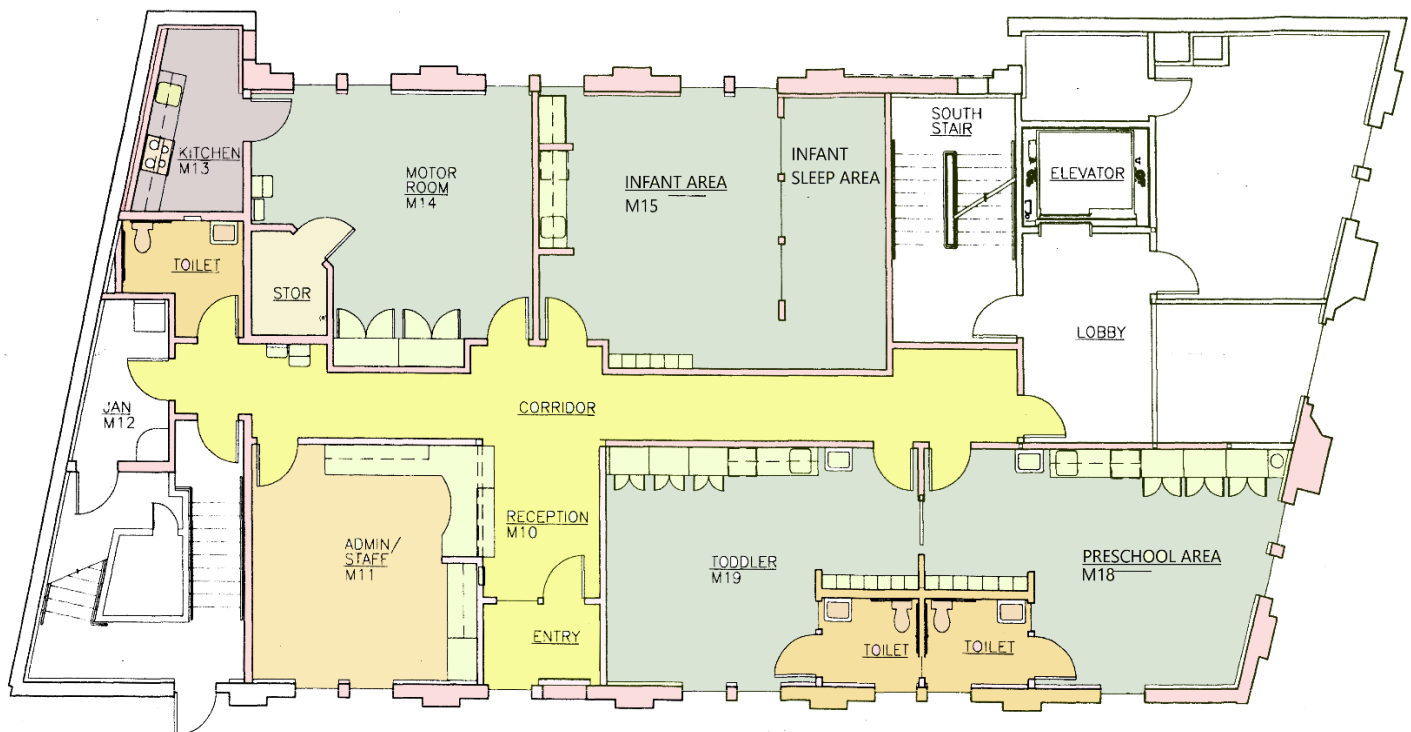 KITCHEN
M13
MOTOR
ROOM
M14
INFANT AREA
M15
INFANT
SLEEP AREA
SOUTH
STAIR
ELEVATOR
TOILET
STOR
LOBBY
JAN
M12
CORRIDOR
ADMIN/
STAFF
M11
RECEPTION
M10
ENTRY
TODDLER
M19
PRESCHOOL AREA
M18
TOILET
TOILET